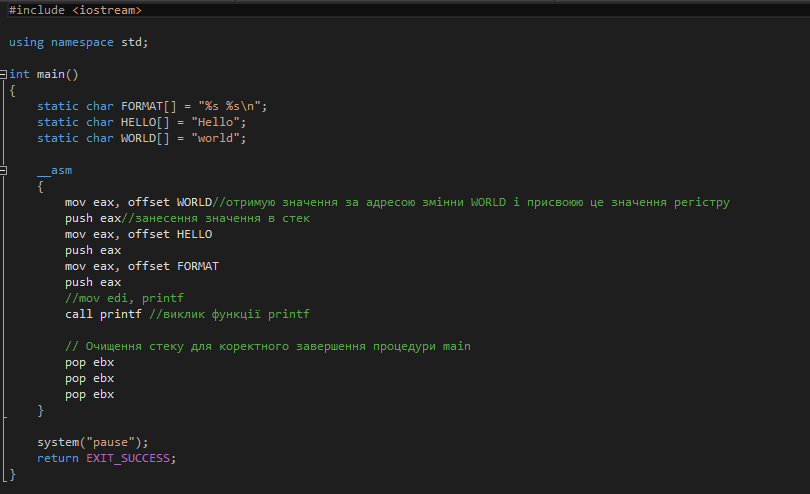 #include <iostream>
using namespace std;
int main()
{
static char FORMAT[] = "%s %s\n";
static char HELLO[] = "Hello";
static char WORLD[] = "world";
__asm
{
mov eax, offset WORLD//отримую значення за адресою змінни WORLD і присвоюю це значення регістру
push eax//занесення значення в стек
mov eax, offset HELLO
push eax
mov eax, offset FORMAT
push eax
//mov edi, printf
call printf //виклик функції printf
// Очищення стеку для коректного завершення процедури main
pop ebx
pop ebx
pop ebx
}
system("pause");
return EXIT_SUCCESS;
}